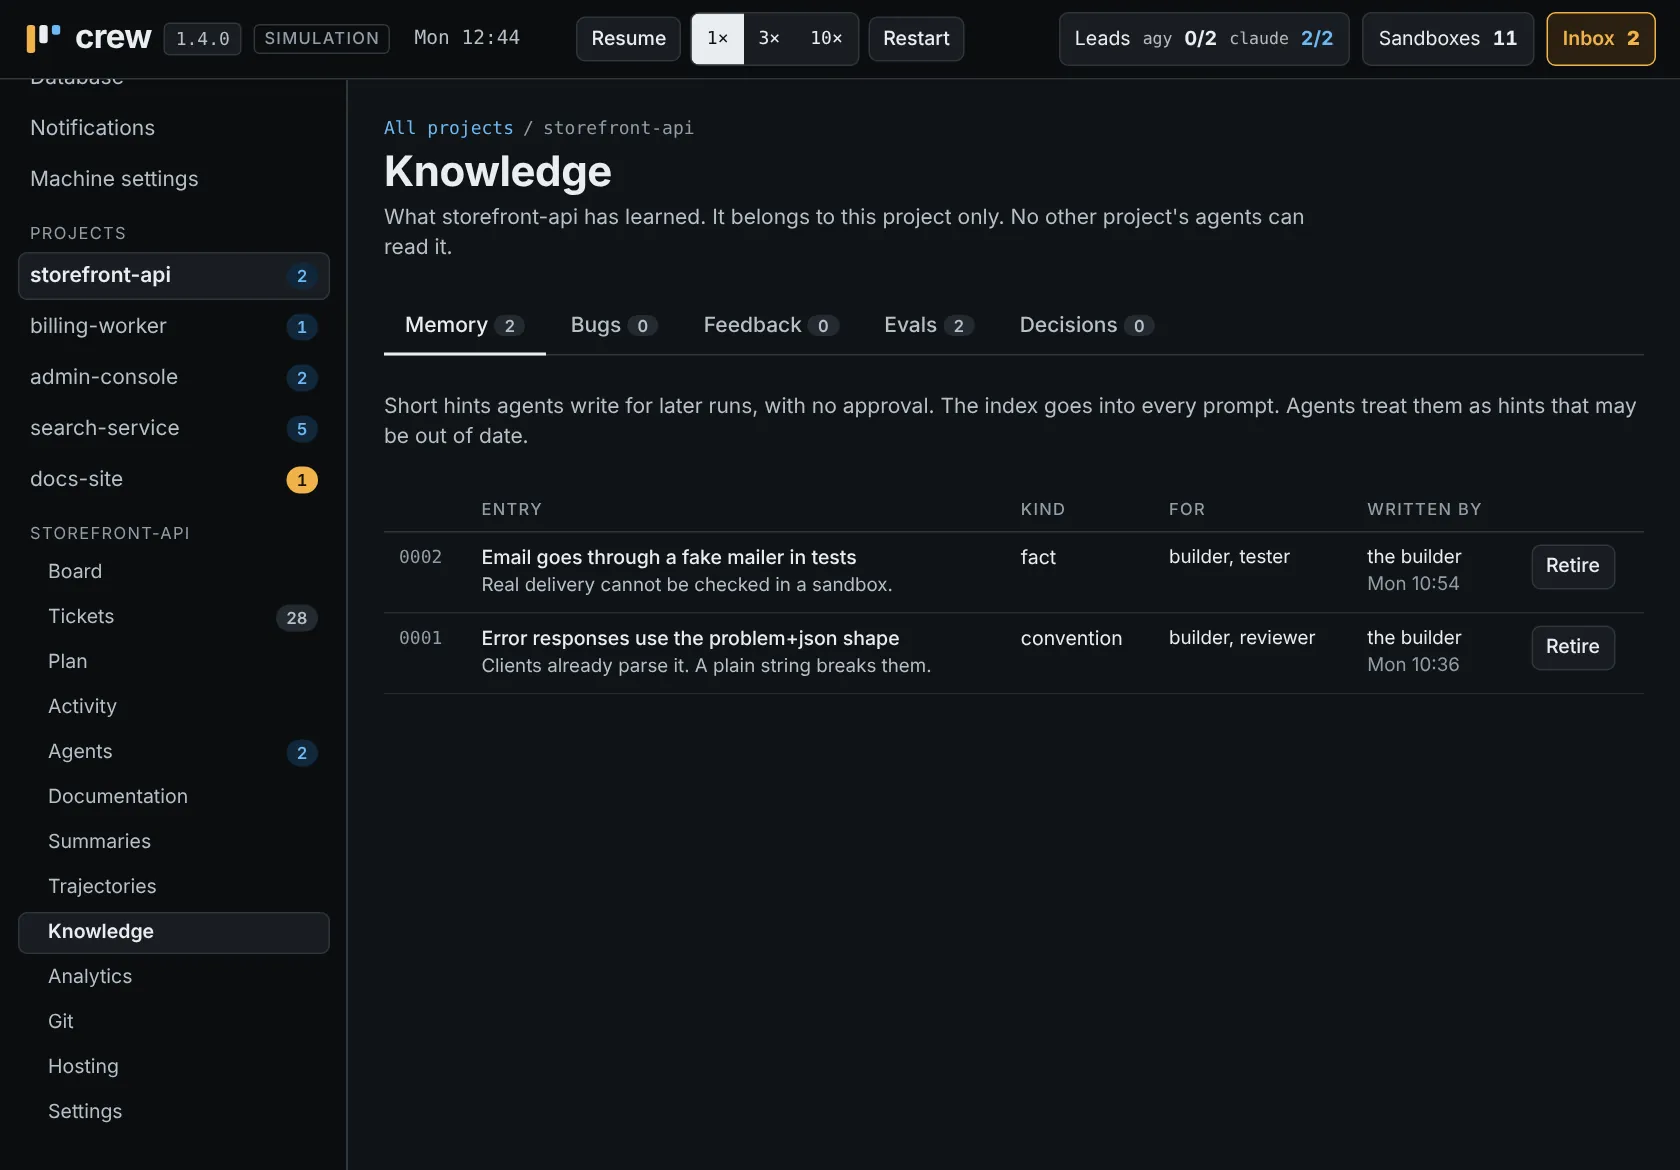 crew 1.4.0 SIMULATION Mon 12:44 Resume 1× 3× 10× Restart Leads agy 0/2 claude 2/2 Sandboxes 11 Inbox 2
Database
Notifications
Machine settings
PROJECTS
storefront-api 2
billing-worker 1
admin-console 2
search-service 5
docs-site 1
STOREFRONT-API
Board
Tickets 28
Plan
Activity
Agents 2
Documentation
Summaries
Trajectories
Knowledge
Analytics
Git
Hosting
Settings
All projects / storefront-api
Knowledge
What storefront-api has learned. It belongs to this project only. No other project's agents can
read it.
Memory 2 Bugs 0 Feedback 0 Evals 2 Decisions 0
Short hints agents write for later runs, with no approval. The index goes into every prompt. Agents treat them as hints that may
be out of date.
ENTRY KIND FOR WRITTEN BY
0002 Email goes through a fake mailer in tests fact builder, tester the builder Retire
Real delivery cannot be checked in a sandbox. Mon 10:54
0001 Error responses use the problem+json shape convention builder, reviewer the builder Retire
Clients already parse it. A plain string breaks them. Mon 10:36